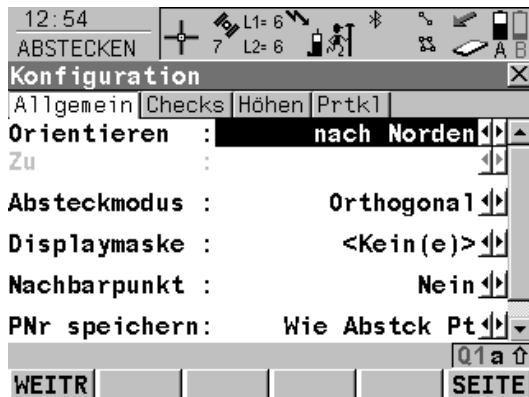 12:54
ABSTECKEN
7
L1= 6
L2= 6
A B
Konfiguration
Allgemein Checks Höhen Prtkl
Orientieren : nach Norden
Zu :
Absteckmodus : Orthogonal
Displaymaske : <Kein(e)>
Nachbarpunkt : Nein
PNr speichern: Wie Abstck Pt
Q1 a
WEITR SEITE